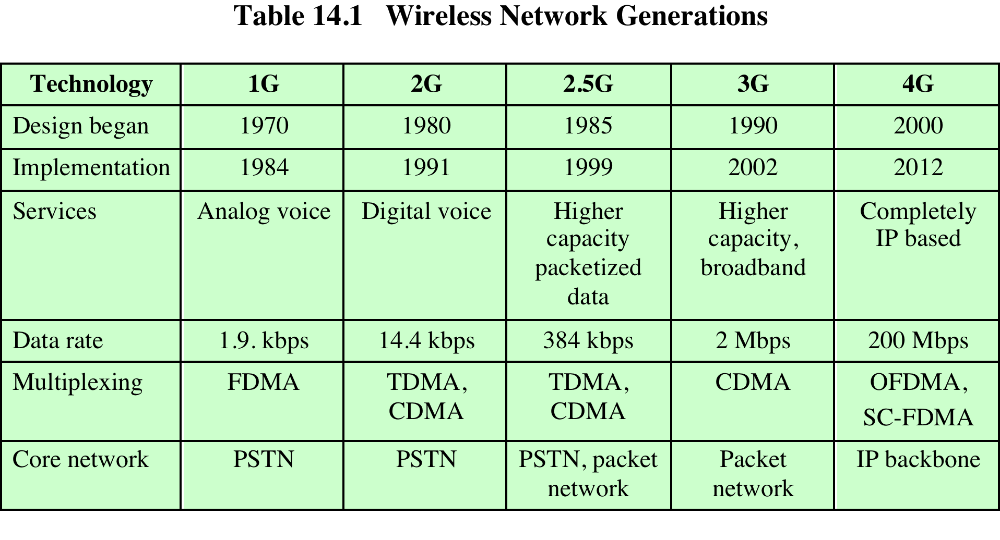 Table 14.1 Wireless Network Generations
Technology 1G 2G 2.5G 3G 4G
Design began 1970 1980 1985 1990 2000
Implementation 1984 1991 1999 2002 2012
Services Analog voice Digital voice Higher Higher Completely
capacity capacity, IP based
packetized broadband
data
Data rate 1.9. kbps 14.4 kbps 384 kbps 2 Mbps 200 Mbps
Multiplexing FDMA TDMA, TDMA, CDMA OFDMA,
CDMA CDMA SC-FDMA
Core network PSTN PSTN PSTN, packet Packet IP backbone
network network